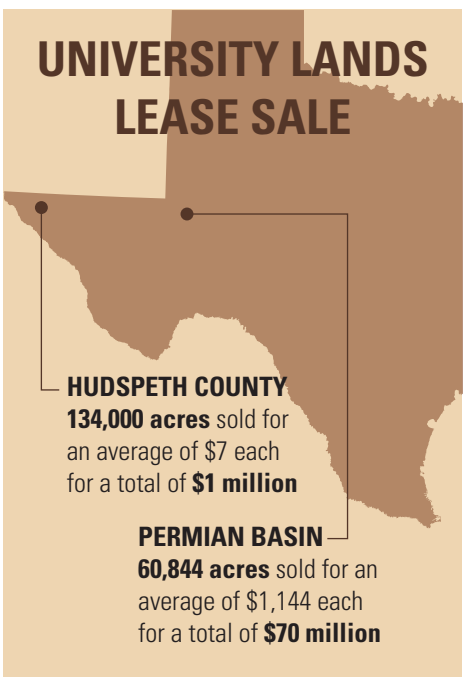 UNIVERSITY LANDS
LEASE SALE
HUDSPETH COUNTY
134,000 acres sold for
an average of $7 each
for a total of $1 million
PERMIAN BASIN
60,844 acres sold for an
average of $1,144 each
for a total of $70 million